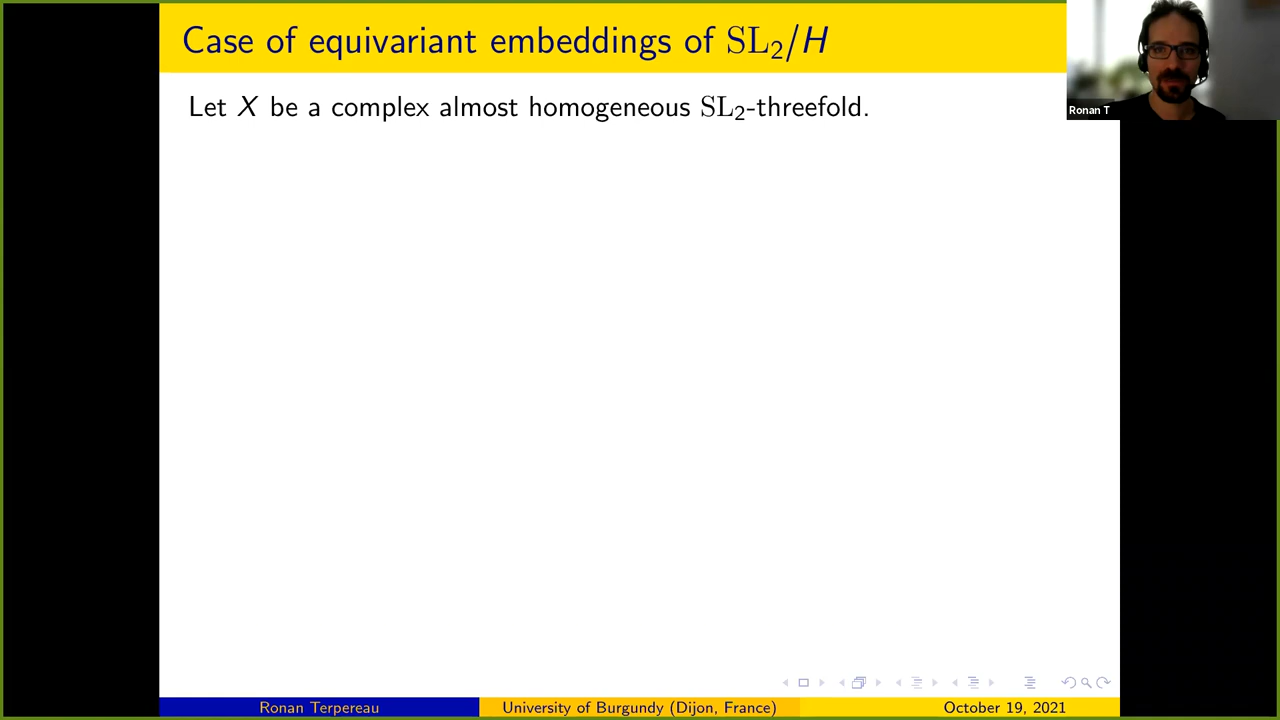 Case of equivariant embeddings of SL₂/H
Ronan T
Let X be a complex almost homogeneous SL₂-threefold.
Ronan Terpereau
University of Burgundy (Dijon, France)
October 19, 2021